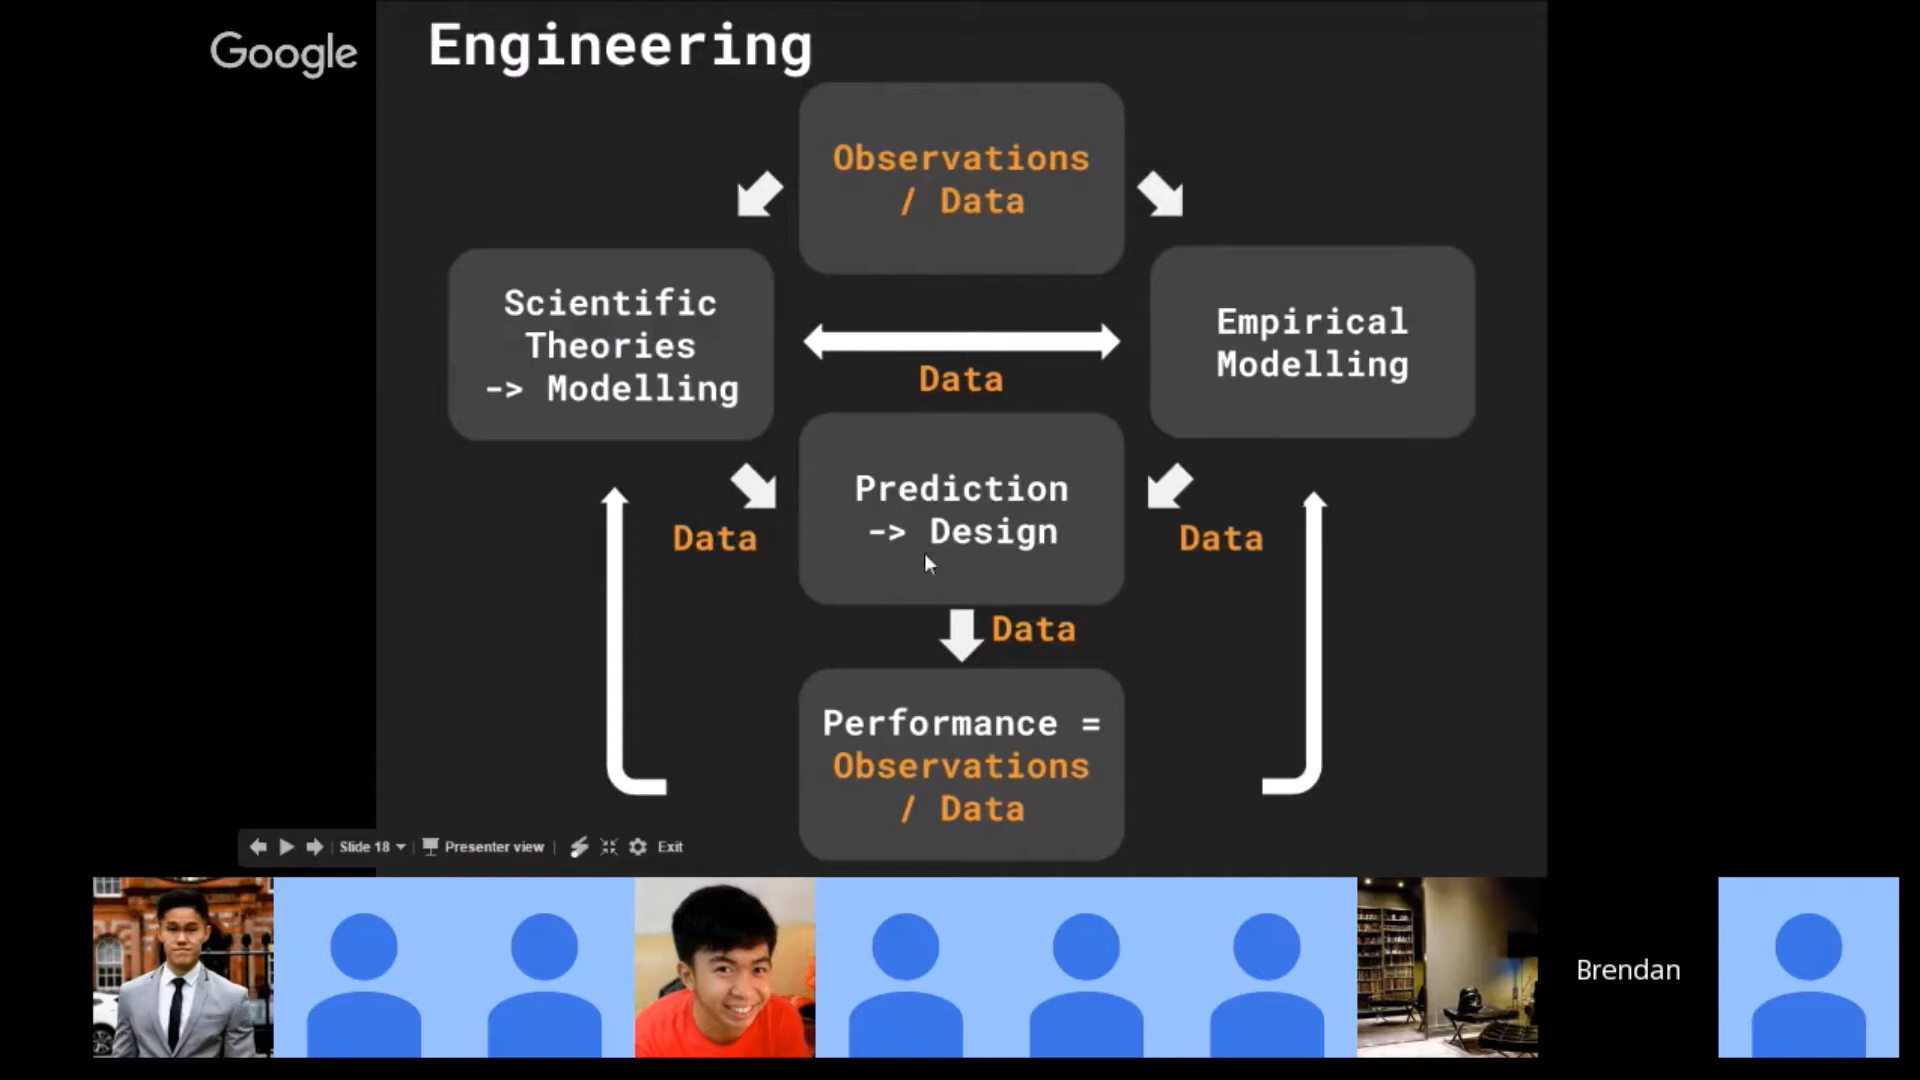 Google
Engineering
Observations
/ Data
Scientific
Theories
-> Modelling
Data
Empirical
Modelling
Prediction
-> Design
Data
Data
Data
Performance =
Observations
/ Data
Slide 18
Presenter view
Exit
Brendan